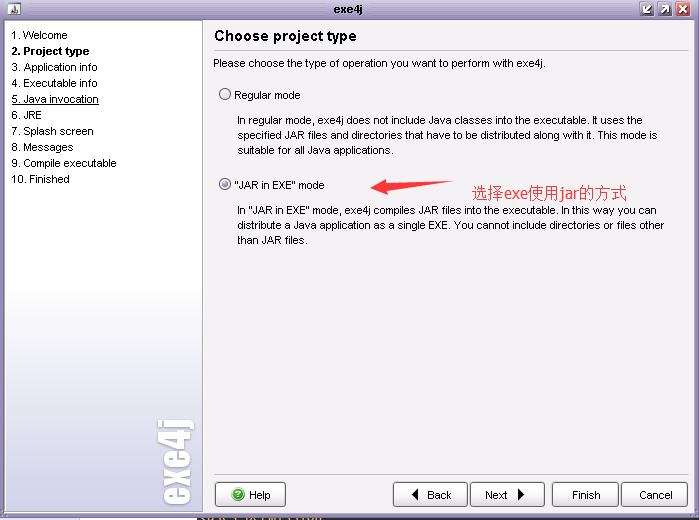 exe4j
1. Welcome
2. Project type
3. Application info
4. Executable info
5. Java invocation
6. JRE
7. Splash screen
8. Messages
9. Compile executable
10. Finished
exe4j
Choose project type
Please choose the type of operation you want to perform with exe4j.
Regular mode
In regular mode, exe4j does not include Java classes into the executable. It uses the
specified JAR files and directories that have to be distributed along with it. This mode is
suitable for all Java applications.
"JAR in EXE" mode
选择exe使用jar的方式
In "JAR in EXE" mode, exe4j compiles JAR files into the executable. In this way you can
distribute a Java application as a single EXE. You cannot include directories or files other
than JAR files.
Help
Back
Next
Finish
Cancel